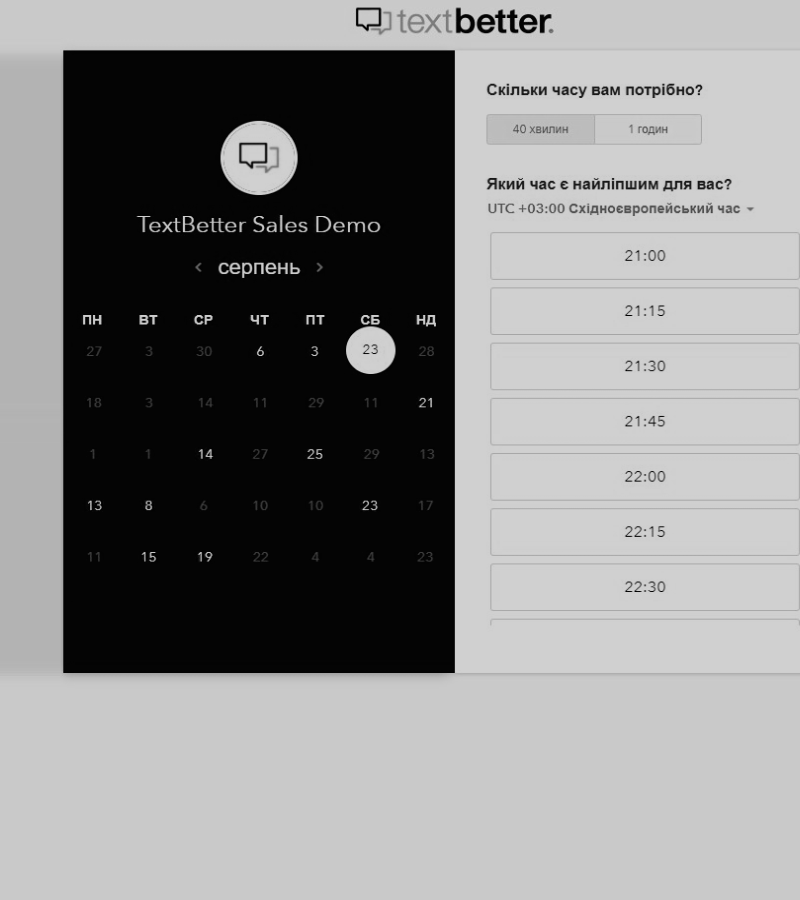 textbetter.
TextBetter Sales Demo
серпень
ПН ВТ СР ЧТ ПТ СБ НД
27 3 30 6 3 23 28
18 3 14 11 29 11 21
1 1 14 27 25 29 13
13 8 6 10 10 23 17
11 15 19 22 4 4 23
Скільки часу вам потрібно?
40 хвилин 1 годин
Який час є найліпшим для вас?
UTC +03:00 Східноєвропейський час
21:00
21:15
21:30
21:45
22:00
22:15
22:30